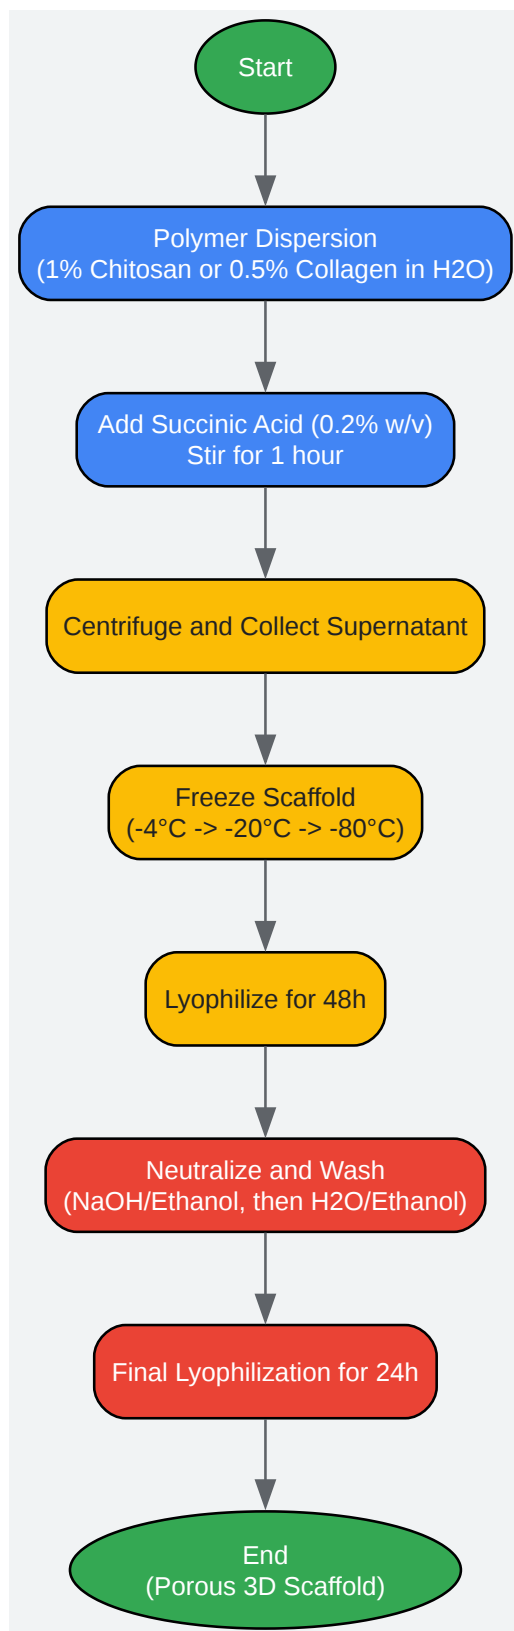 Start
Polymer Dispersion
(1% Chitosan or 0.5% Collagen in H2O)
Add Succinic Acid (0.2% w/v)
Stir for 1 hour
Centrifuge and Collect Supernatant
Freeze Scaffold
(-4°C -> -20°C -> -80°C)
Lyophilize for 48h
Neutralize and Wash
(NaOH/Ethanol, then H2O/Ethanol)
Final Lyophilization for 24h
End
(Porous 3D Scaffold)